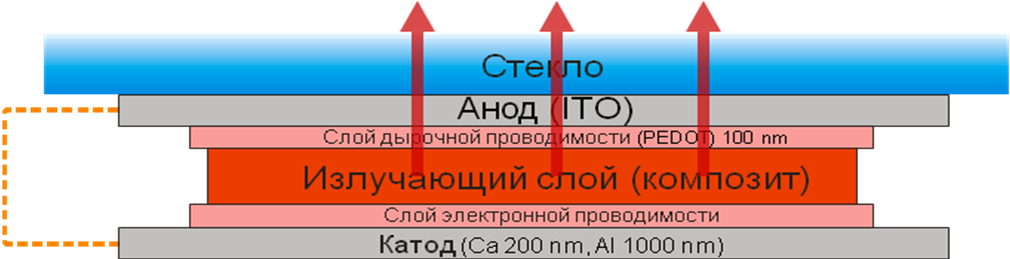 Стекло
Анод (ITO)
Слой дырочной проводимости (PEDOT) 100 nm
Излучающий слой (композит)
Слой электронной проводимости
Катод (Ca 200 nm, Al 1000 nm)